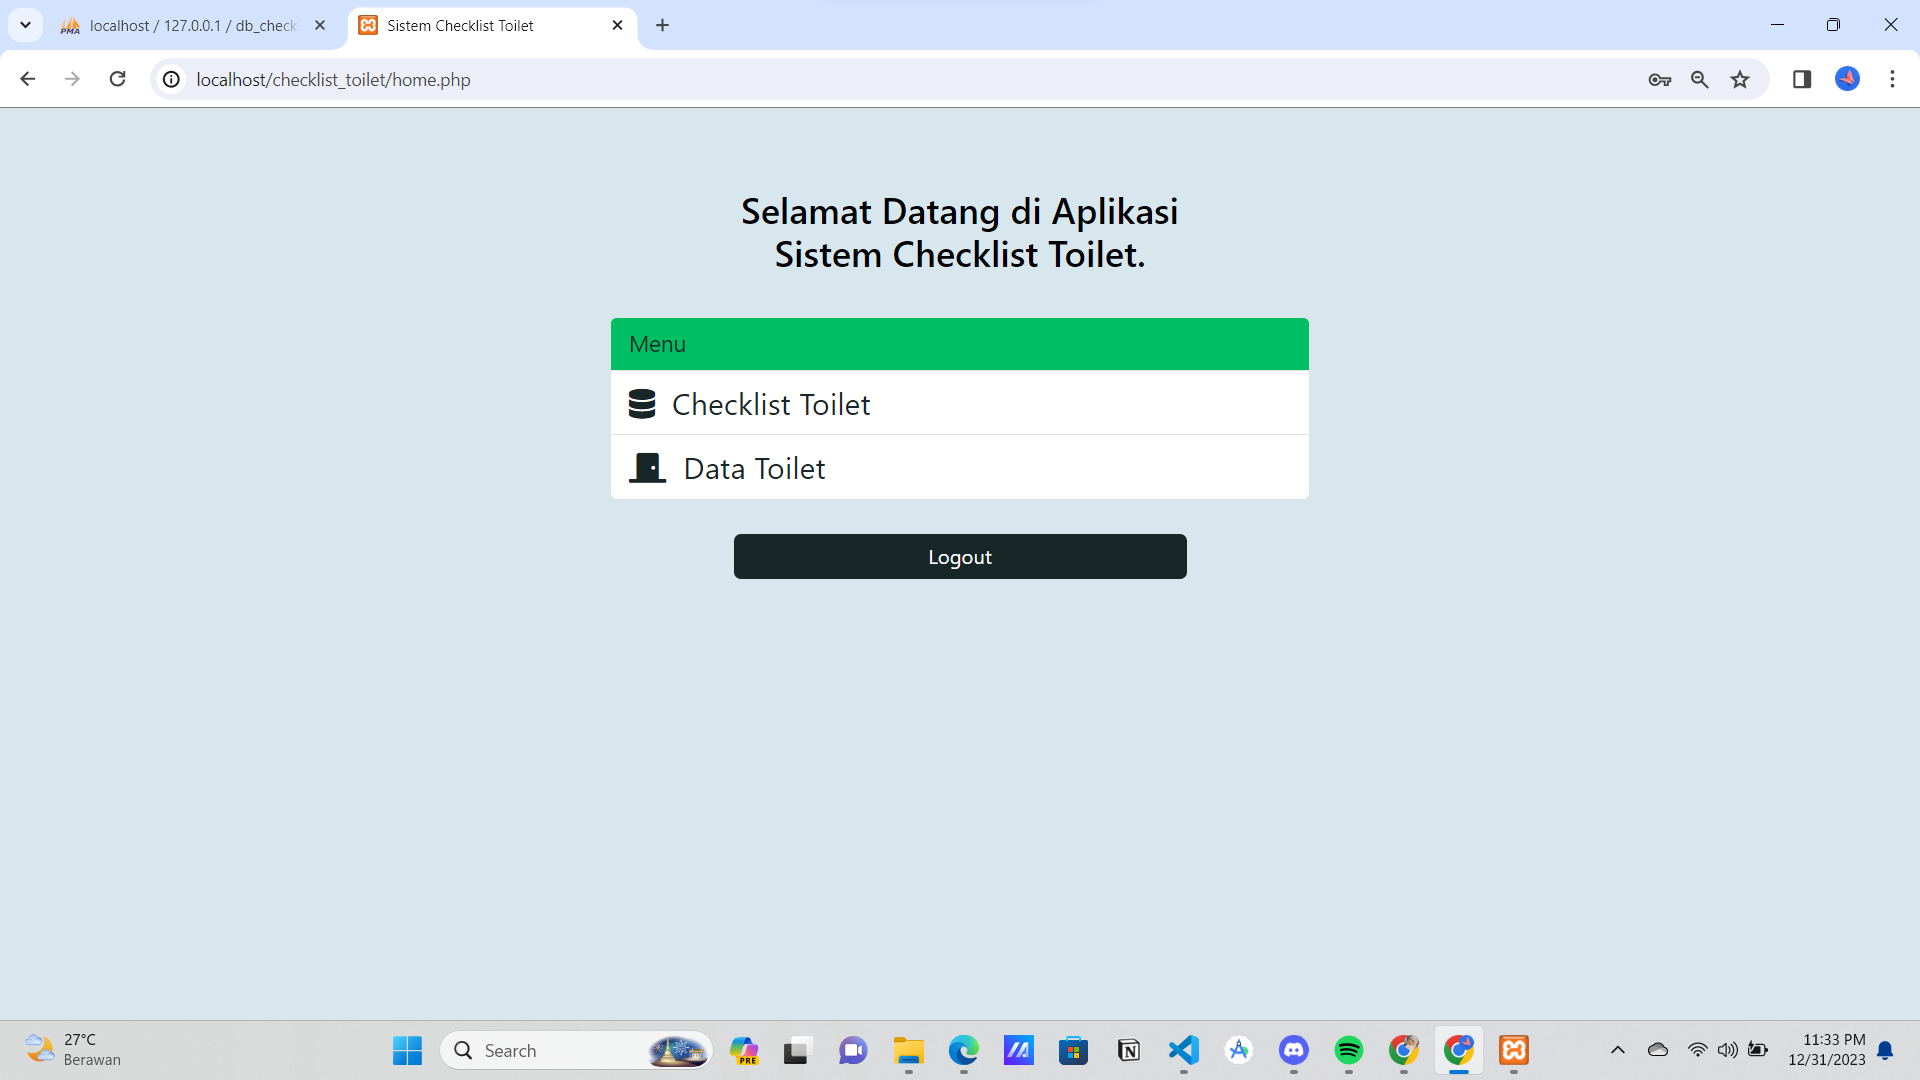 localhost / 127.0.0.1 / db_check
Sistem Checklist Toilet
localhost/checklist_toilet/home.php
Selamat Datang di Aplikasi
Sistem Checklist Toilet.
Menu
Checklist Toilet
Data Toilet
Logout
27°C
Berawan
Search
PRE
11:33 PM
12/31/2023